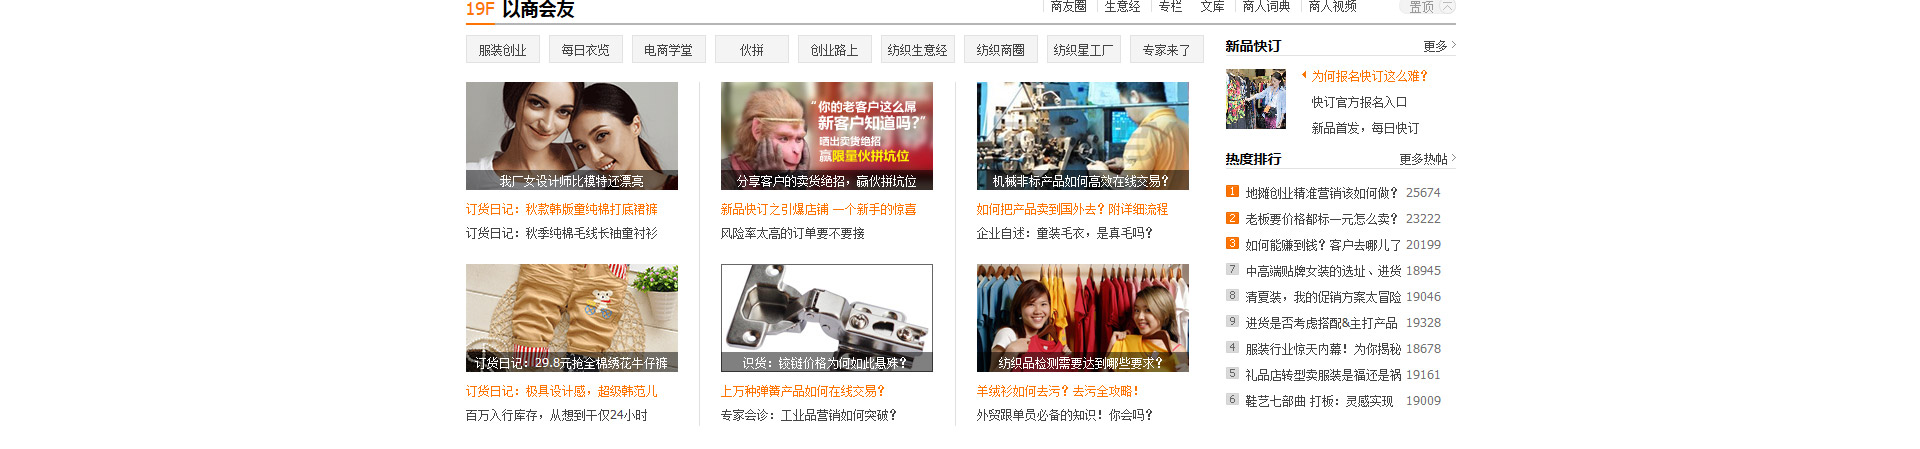 19F 以商会友
商友圈 生意经 专栏 文库 商人词典 商人视频 置顶
服装创业 每日衣览 电商学堂 伙拼 创业路上 纺织生意经 纺织商圈 纺织星工厂 专家来了
我厂女设计师比模特还漂亮
订货日记：秋款韩版童纯棉打底裙裤
订货日记：秋季纯棉毛线长袖童衬衫
“你的老客户这么屌
新客户知道吗？”
晒出卖货绝招
赢限量伙拼坑位
分享客户的卖货绝招，赢伙拼坑位
新品快订之引爆店铺 一个新手的惊喜
风险率太高的订单要不要接
机械非标产品如何高效在线交易？
如何把产品卖到国外去？附详细流程
企业自述：童装毛衣，是真毛吗？
订货日记：29.8元抢全棉绣花牛仔裤
订货日记：极具设计感，超级韩范儿
百万入行库存，从想到干仅24小时
识货：铰链价格为何如此悬殊？
上万种弹簧产品如何在线交易？
专家会诊：工业品营销如何突破？
纺织品检测需要达到哪些要求？
羊绒衫如何去污？去污全攻略！
外贸跟单员必备的知识！你会吗？
新品快订 更多
为何报名快订这么难？
快订官方报名入口
新品首发，每日快订
热度排行 更多热帖
1 地摊创业精准营销该如何做？ 25674
2 老板要价格都标一元怎么卖？ 23222
3 如何能赚到钱？客户去哪儿了 20199
7 中高端贴牌女装的选址、进货 18945
8 清夏装，我的促销方案太冒险 19046
9 进货是否考虑搭配&主打产品 19328
4 服装行业惊天内幕！为你揭秘 18678
5 礼品店转型卖服装是福还是祸 19161
6 鞋艺七部曲 打板：灵感实现 19009